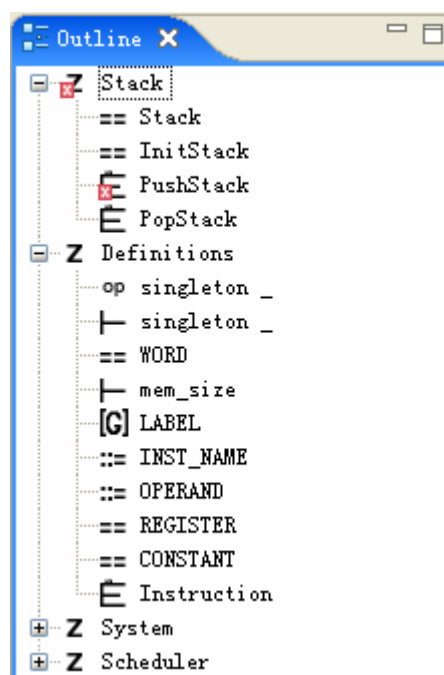 Outline
Z Stack
== Stack
== InitStack
PushStack
PopStack
Z Definitions
op singleton _
singleton _
== WORD
mem_size
[G] LABEL
::= INST_NAME
::= OPERAND
== REGISTER
== CONSTANT
Instruction
Z System
Z Scheduler